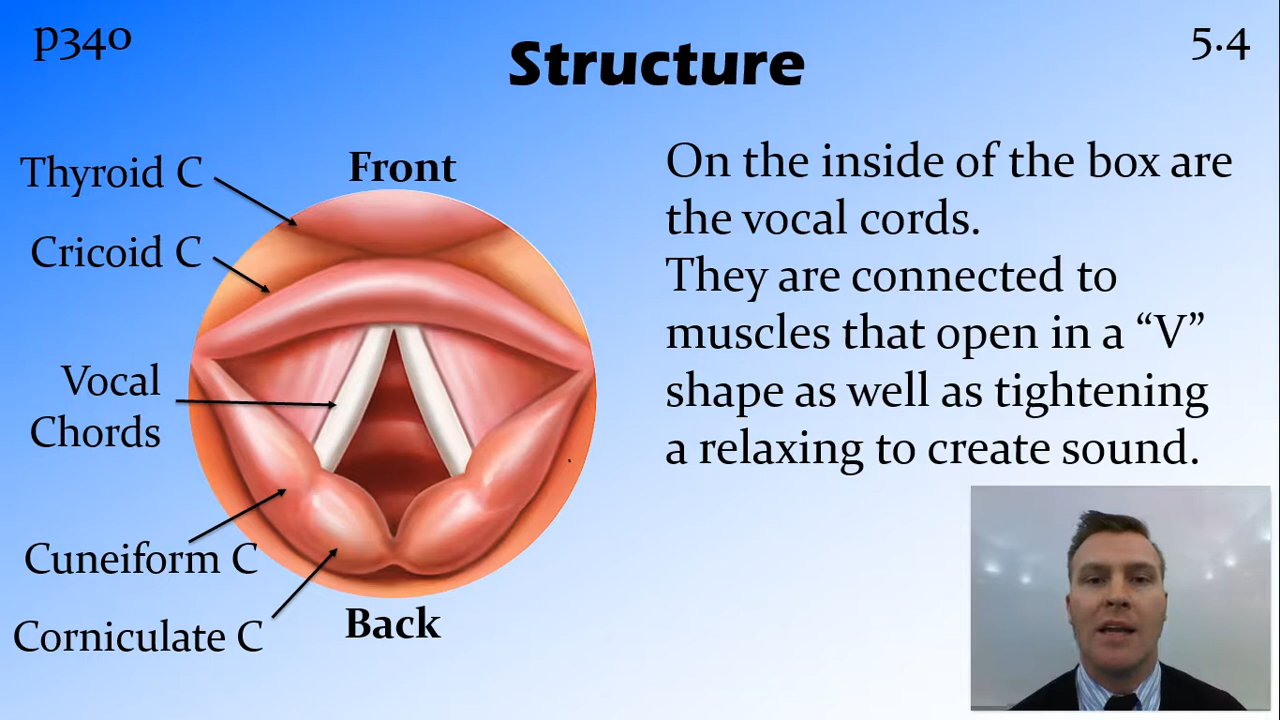 p340
Structure
5.4
Thyroid C
Front
Cricoid C
Vocal
Chords
Cuneiform C
Corniculate C
Back
On the inside of the box are
the vocal cords.
They are connected to
muscles that open in a “V”
shape as well as tightening
a relaxing to create sound.